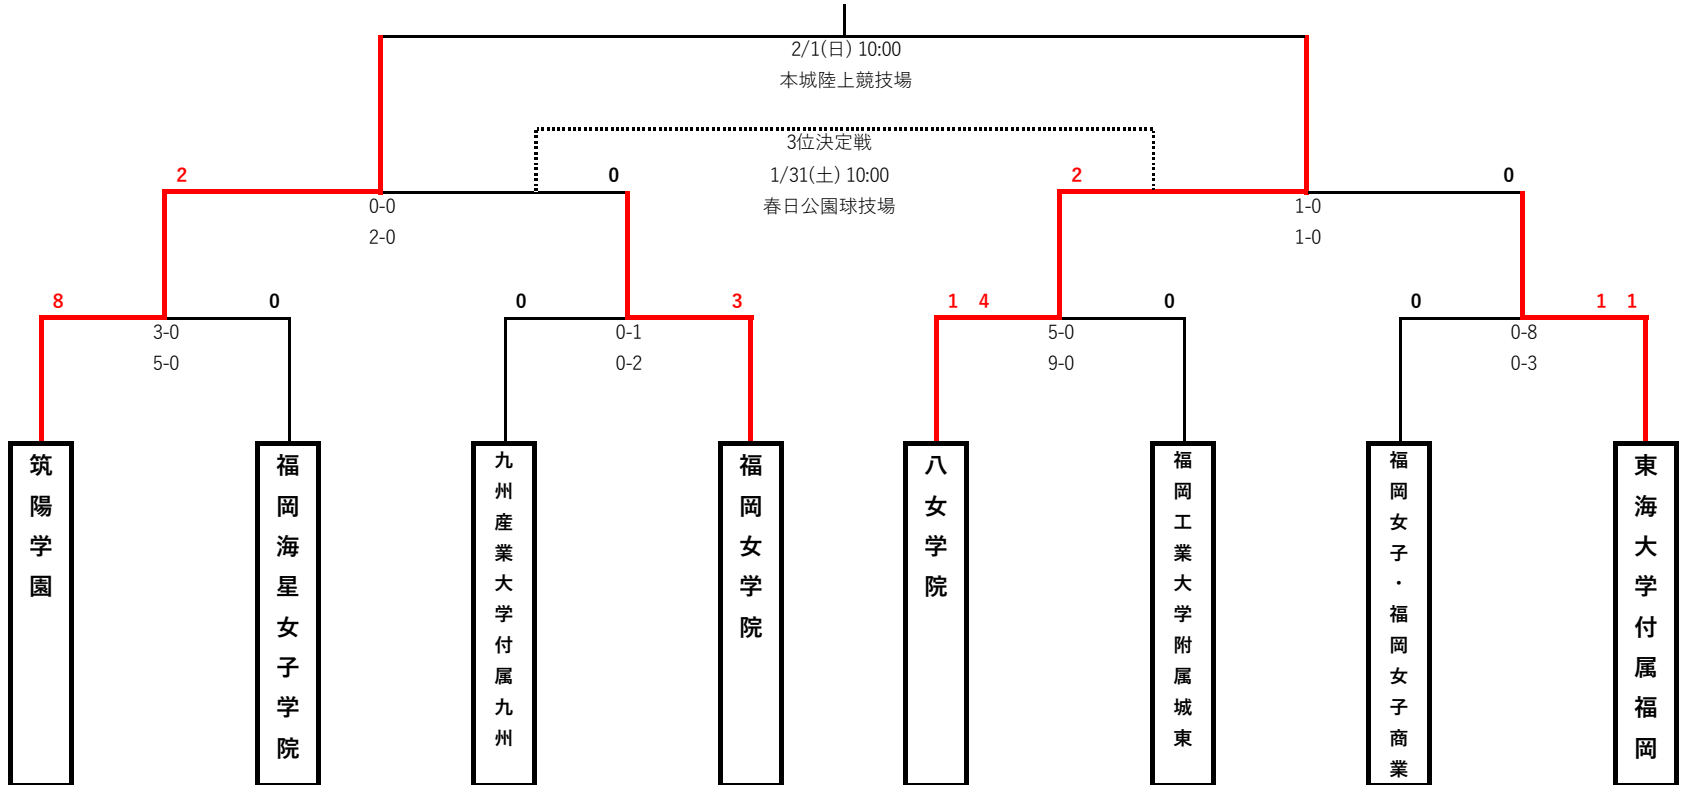 2/1(日) 10:00
本城陸上競技場
3位決定戦
2 0 1/31(土) 10:00 2 0
0-0 春日公園球技場 1-0
2-0 1-0
8 0 0 3 1 4 0 0 1 1
3-0 0-1 5-0 0-8
5-0 0-2 9-0 0-3
筑陽学園
福岡海星女子学院
九州産業大学付属九州
福岡女学院
八女学院
福岡工業大学附属城東
福岡女子・福岡女子商業
東海大学付属福岡